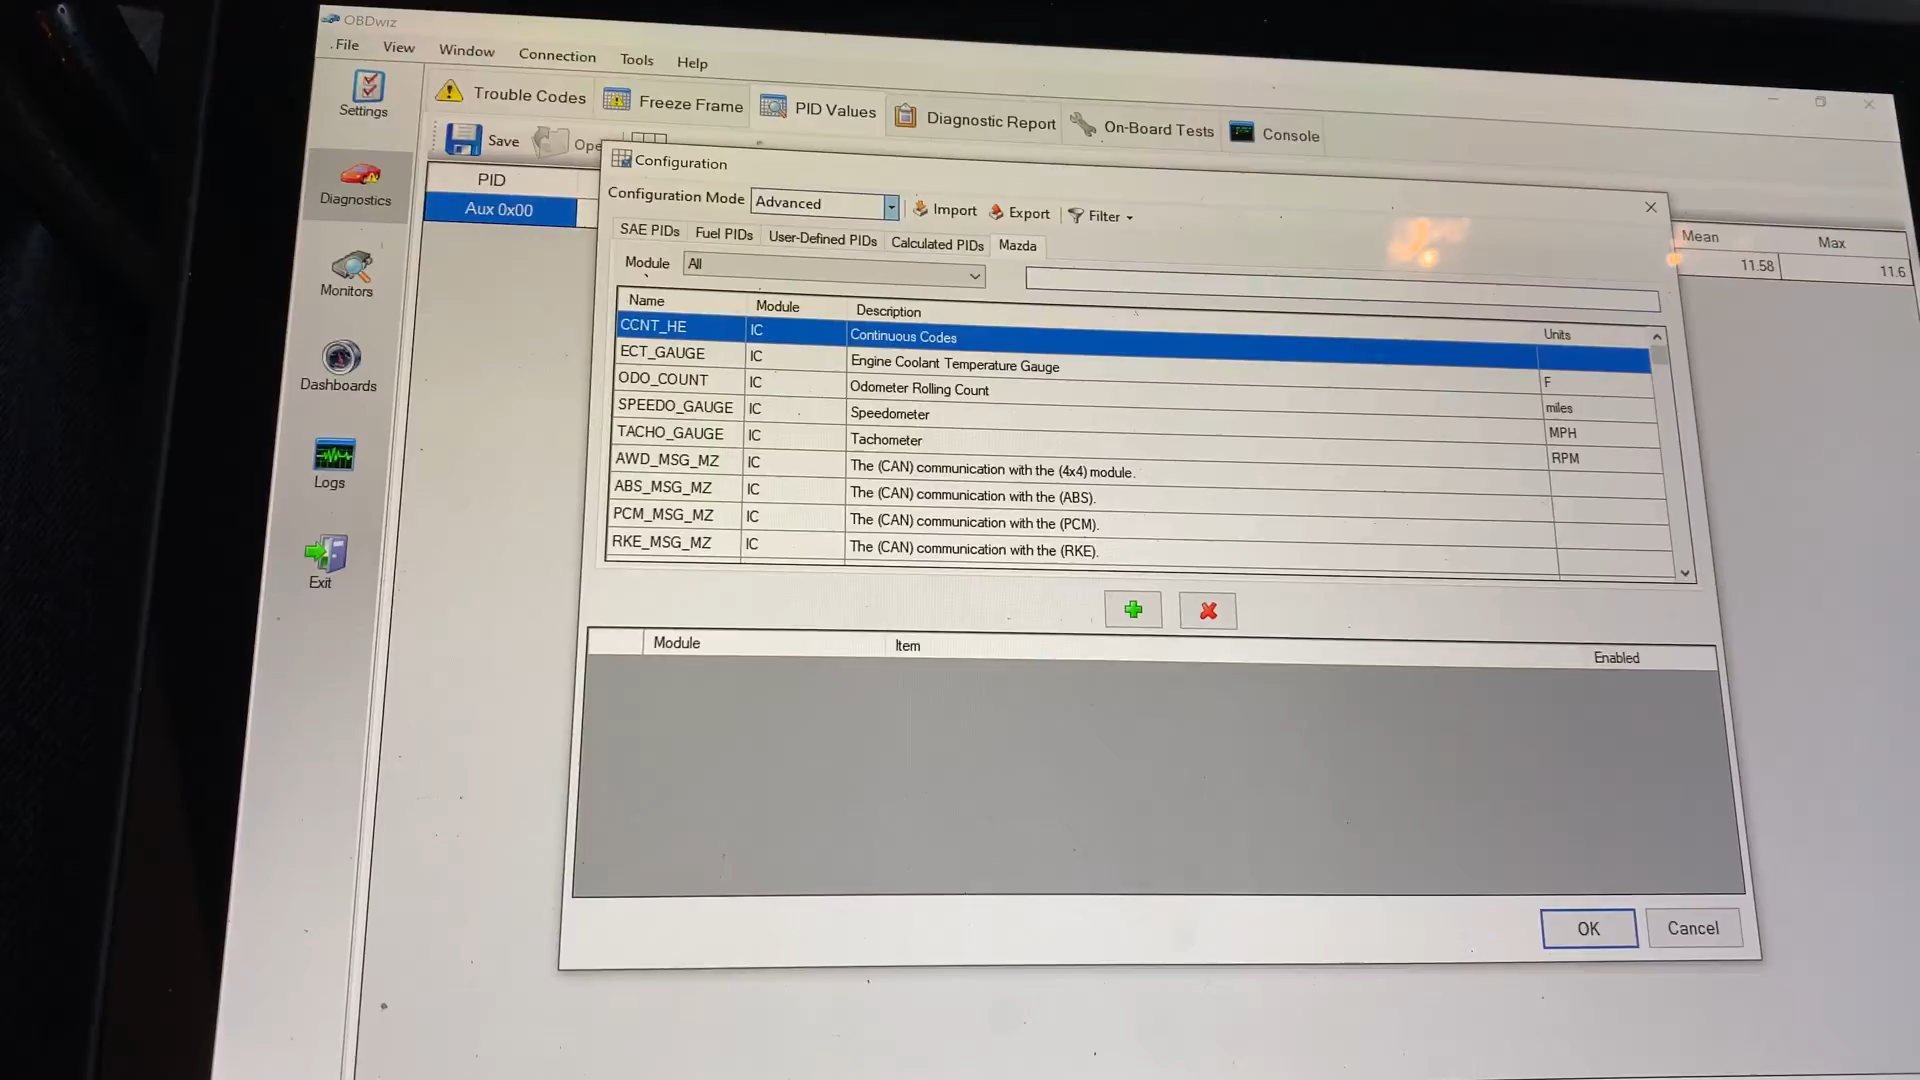 OBDwiz
File View Window Connection Tools Help
Settings
Trouble Codes Freeze Frame PID Values Diagnostic Report On-Board Tests Console
Save Ope
PID
Mean Max
Aux 0x00
11.58 11.6
Diagnostics
Monitors
Dashboards
Logs
Exit
Configuration
Configuration Mode Advanced Import Export Filter
SAE PIDs Fuel PIDs User-Defined PIDs Calculated PIDs Mazda
Module All
Name Module Description Units
CCNT_HE IC Continuous Codes
ECT_GAUGE IC Engine Coolant Temperature Gauge F
ODO_COUNT IC Odometer Rolling Count miles
SPEEDO_GAUGE IC Speedometer MPH
TACHO_GAUGE IC Tachometer RPM
AWD_MSG_MZ IC The (CAN) communication with the (4x4) module.
ABS_MSG_MZ IC The (CAN) communication with the (ABS).
PCM_MSG_MZ IC The (CAN) communication with the (PCM).
RKE_MSG_MZ IC The (CAN) communication with the (RKE).
Module Item Enabled
OK Cancel